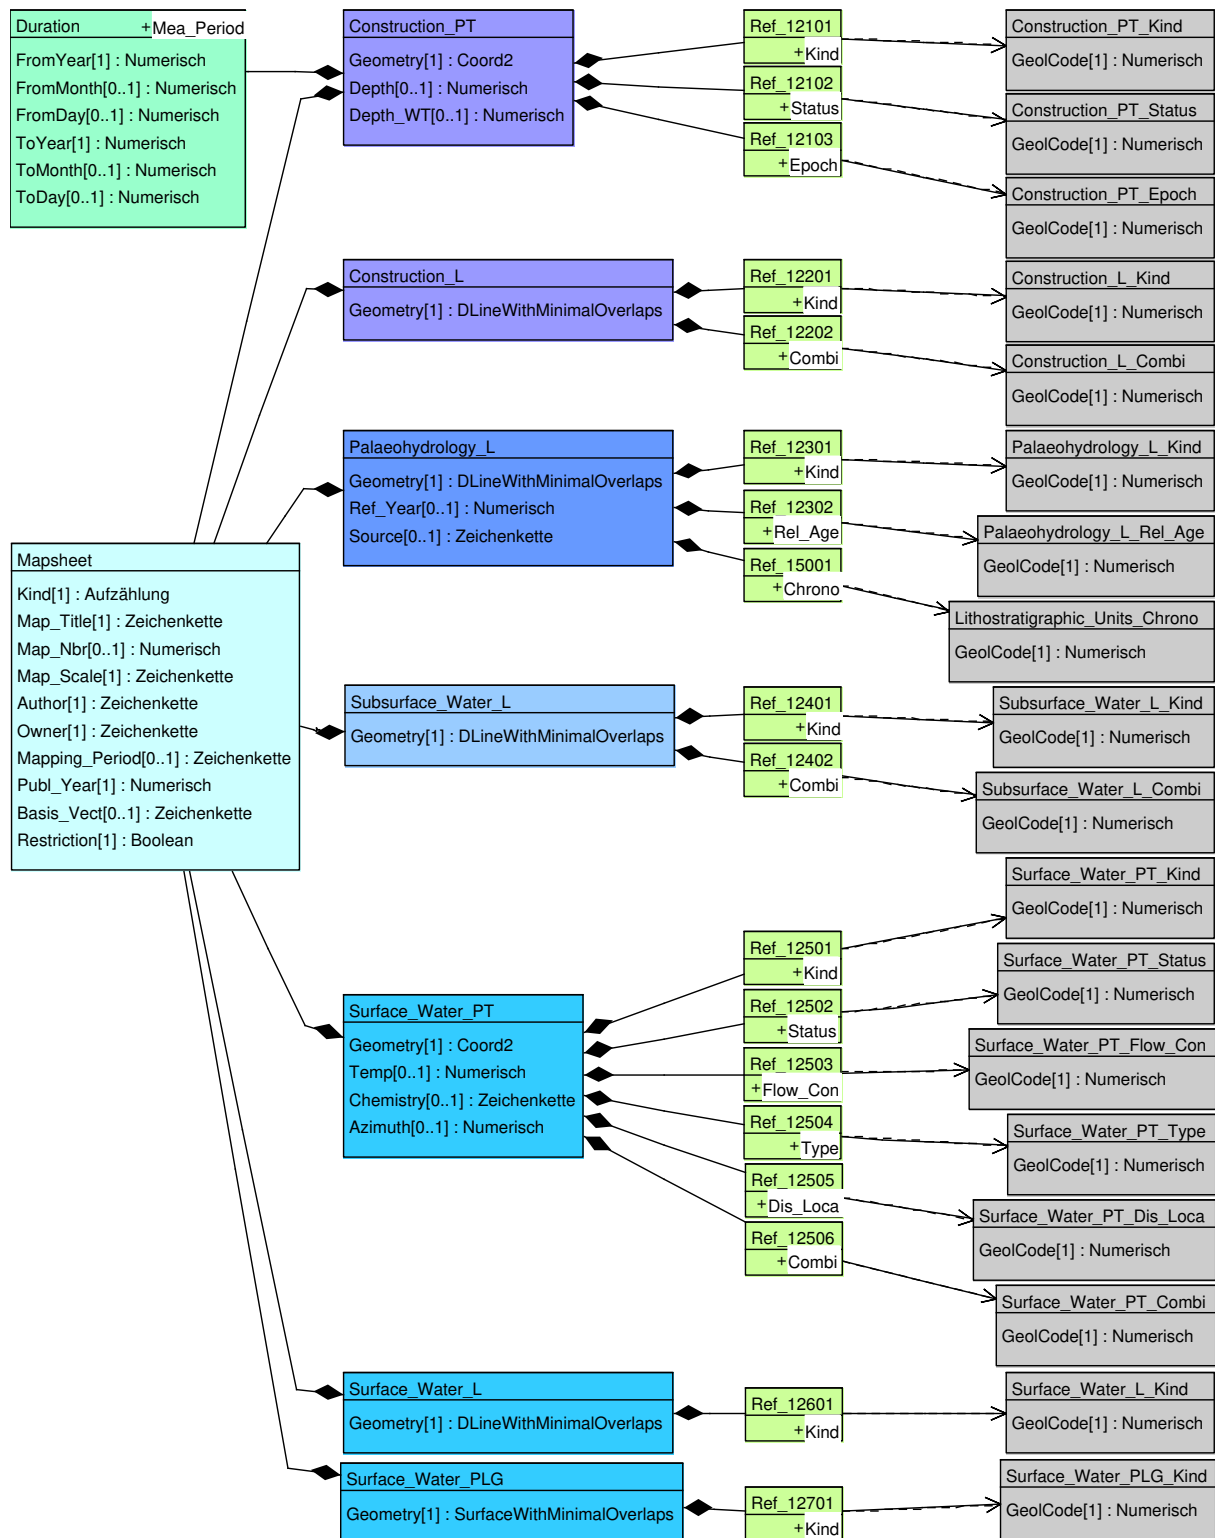 Duration
+Mea_Period
FromYear[1] : Numerisch
FromMonth[0..1] : Numerisch
FromDay[0..1] : Numerisch
ToYear[1] : Numerisch
ToMonth[0..1] : Numerisch
ToDay[0..1] : Numerisch
Construction_PT
Geometry[1] : Coord2
Depth[0..1] : Numerisch
Depth_WT[0..1] : Numerisch
Ref_12101
+Kind
Ref_12102
+Status
Ref_12103
+Epoch
Construction_PT_Kind
GeolCode[1] : Numerisch
Construction_PT_Status
GeolCode[1] : Numerisch
Construction_PT_Epoch
GeolCode[1] : Numerisch
Construction_L
Geometry[1] : DLineWithMinimalOverlaps
Ref_12201
+Kind
Ref_12202
+Combi
Construction_L_Kind
GeolCode[1] : Numerisch
Construction_L_Combi
GeolCode[1] : Numerisch
Palaeohydrology_L
Geometry[1] : DLineWithMinimalOverlaps
Ref_Year[0..1] : Numerisch
Source[0..1] : Zeichenkette
Ref_12301
+Kind
Ref_12302
+Rel_Age
Ref_15001
+Chrono
Palaeohydrology_L_Kind
GeolCode[1] : Numerisch
Palaeohydrology_L_Rel_Age
GeolCode[1] : Numerisch
Lithostratigraphic_Units_Chrono
GeolCode[1] : Numerisch
Mapsheet
Kind[1] : Aufzählung
Map_Title[1] : Zeichenkette
Map_Nbr[0..1] : Numerisch
Map_Scale[1] : Zeichenkette
Author[1] : Zeichenkette
Owner[1] : Zeichenkette
Mapping_Period[0..1] : Zeichenkette
Publ_Year[1] : Numerisch
Basis_Vect[0..1] : Zeichenkette
Restriction[1] : Boolean
Subsurface_Water_L
Geometry[1] : DLineWithMinimalOverlaps
Ref_12401
+Kind
Ref_12402
+Combi
Subsurface_Water_L_Kind
GeolCode[1] : Numerisch
Subsurface_Water_L_Combi
GeolCode[1] : Numerisch
Surface_Water_PT
Geometry[1] : Coord2
Temp[0..1] : Numerisch
Chemistry[0..1] : Zeichenkette
Azimuth[0..1] : Numerisch
Ref_12501
+Kind
Ref_12502
+Status
Ref_12503
+Flow_Con
Ref_12504
+Type
Ref_12505
+Dis_Loca
Ref_12506
+Combi
Surface_Water_PT_Kind
GeolCode[1] : Numerisch
Surface_Water_PT_Status
GeolCode[1] : Numerisch
Surface_Water_PT_Flow_Con
GeolCode[1] : Numerisch
Surface_Water_PT_Type
GeolCode[1] : Numerisch
Surface_Water_PT_Dis_Loca
GeolCode[1] : Numerisch
Surface_Water_PT_Combi
GeolCode[1] : Numerisch
Surface_Water_L
Geometry[1] : DLineWithMinimalOverlaps
Ref_12601
+Kind
Surface_Water_L_Kind
GeolCode[1] : Numerisch
Surface_Water_PLG
Geometry[1] : SurfaceWithMinimalOverlaps
Ref_12701
+Kind
Surface_Water_PLG_Kind
GeolCode[1] : Numerisch